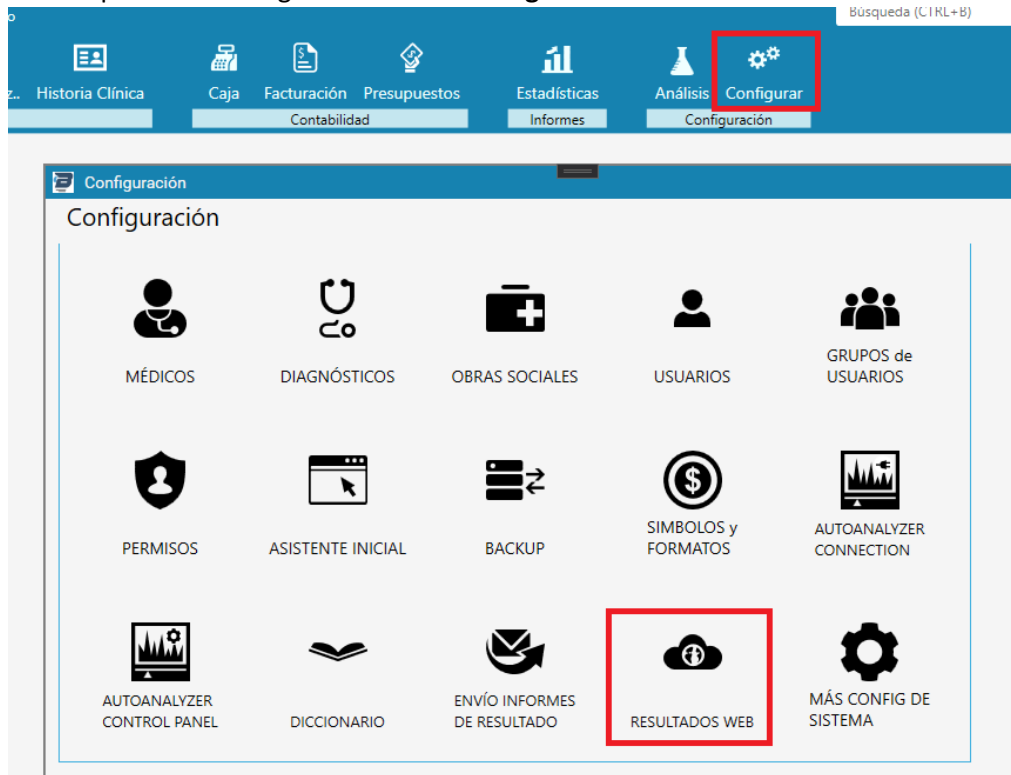 Búsqueda (CTRL+B)
Historia Clínica Caja Facturación Presupuestos Estadísticas Análisis Configurar
Contabilidad Informes Configuración
Configuración
Configuración
MÉDICOS DIAGNÓSTICOS OBRAS SOCIALES USUARIOS GRUPOS de
USUARIOS
PERMISOS ASISTENTE INICIAL BACKUP SIMBOLOS y
FORMATOS AUTOANALYZER
CONNECTION
AUTOANALYZER
CONTROL PANEL DICCIONARIO ENVÍO INFORMES
DE RESULTADO RESULTADOS WEB MÁS CONFIG DE
SISTEMA